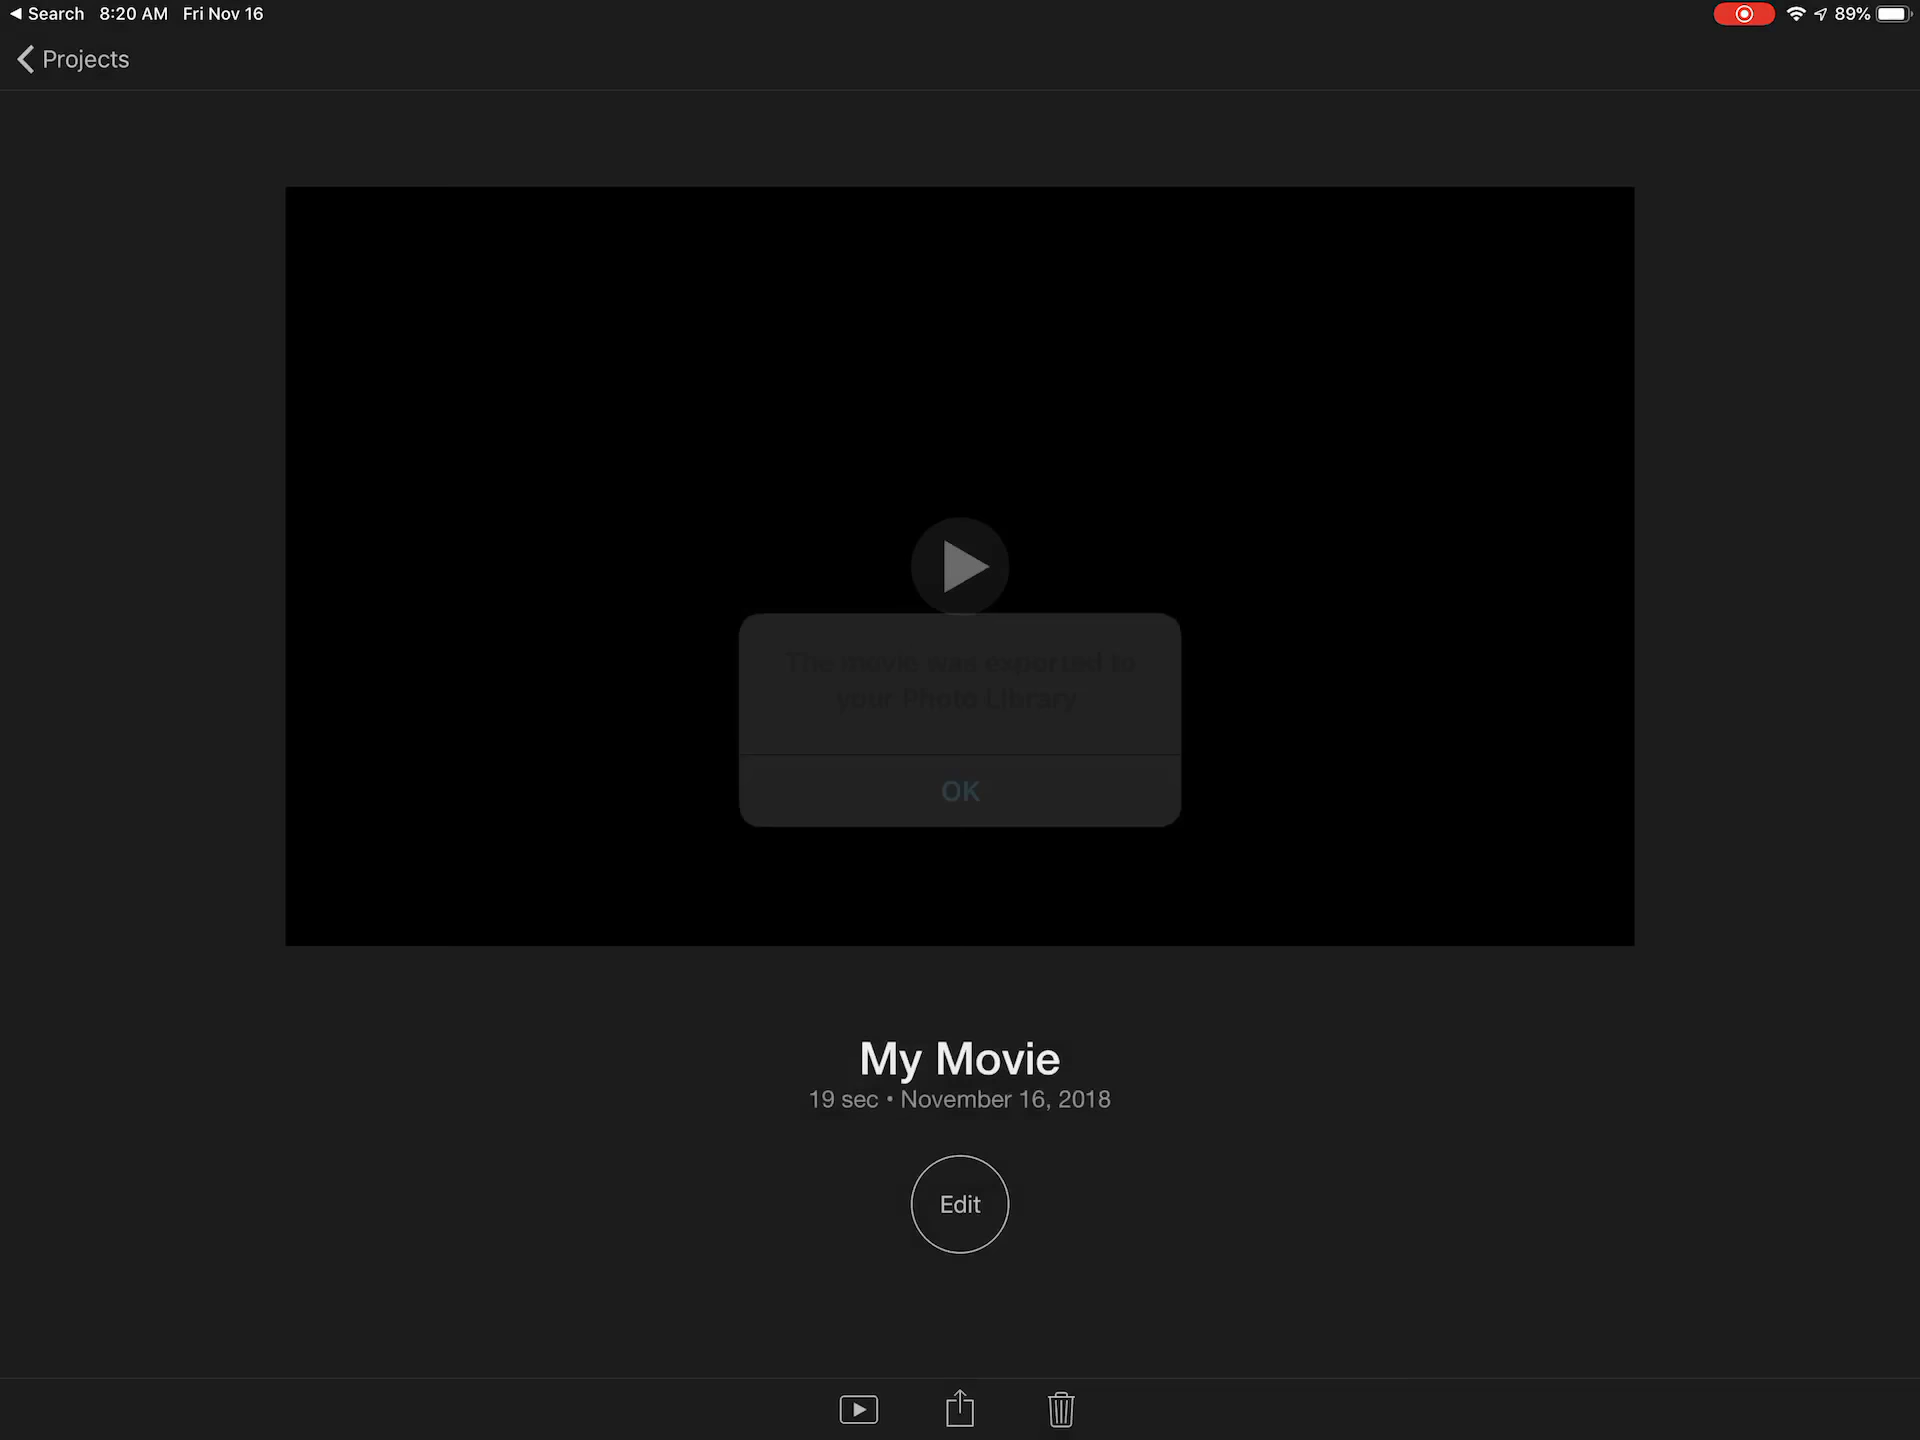 Search 8:20 AM Fri Nov 16
89%
Projects
The movie was exported to
your Photo Library
OK
My Movie
19 sec • November 16, 2018
Edit